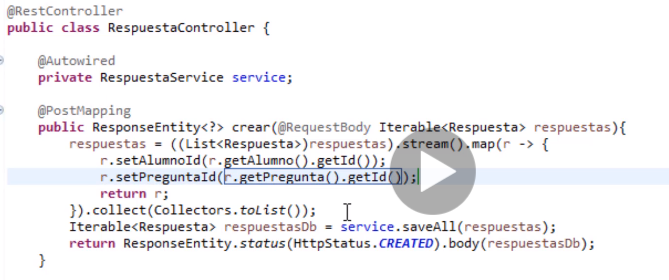 @RestController
public class RespuestaController {
@Autowired
private RespuestaService service;
@PostMapping
public ResponseEntity<?> crear(@RequestBody Iterable<Respuesta> respuestas){
respuestas = ((List<Respuesta>)respuestas).stream().map(r -> {
r.setAlumnoId(r.getAlumno().getId());
r.setPreguntaId(r.getPregunta().getId());
return r;
}).collect(Collectors.toList());
Iterable<Respuesta> respuestasDb = service.saveAll(respuestas);
return ResponseEntity.status(HttpStatus.CREATED).body(respuestasDb);
}